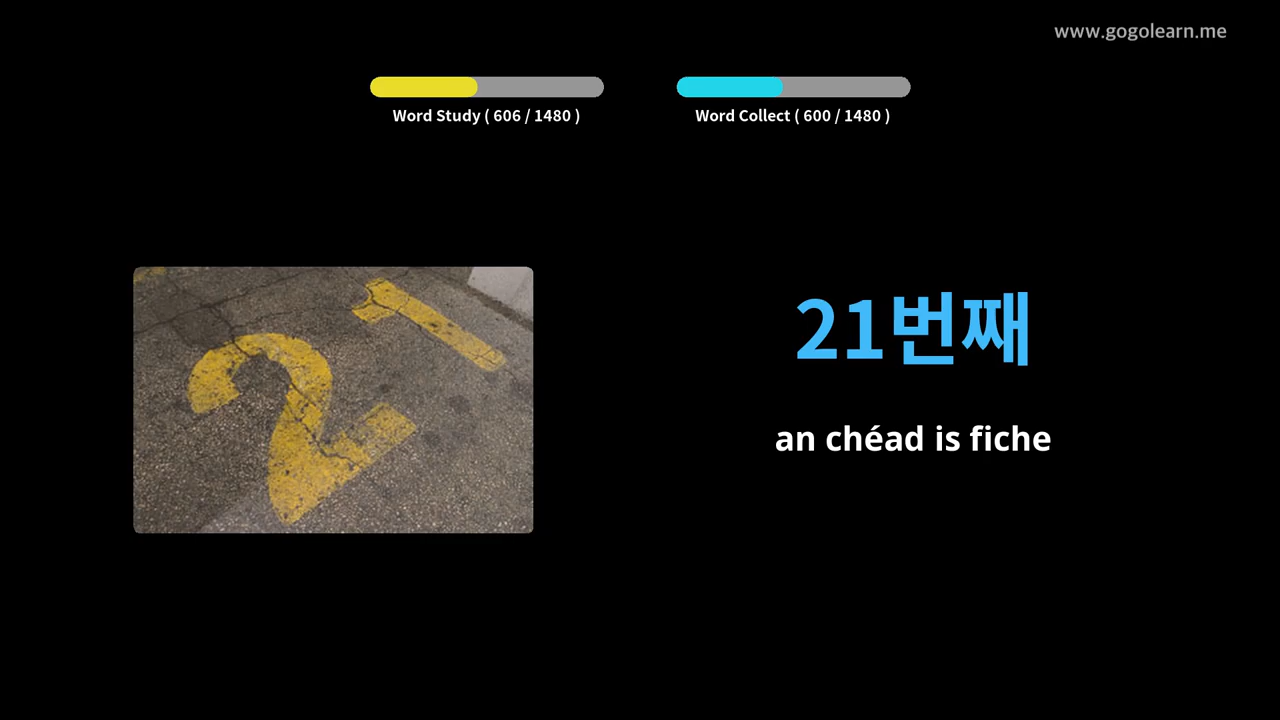 www.gogolearn.me
Word Study ( 606 / 1480 )
Word Collect ( 600 / 1480 )
21
21번째
an chéad is fiche